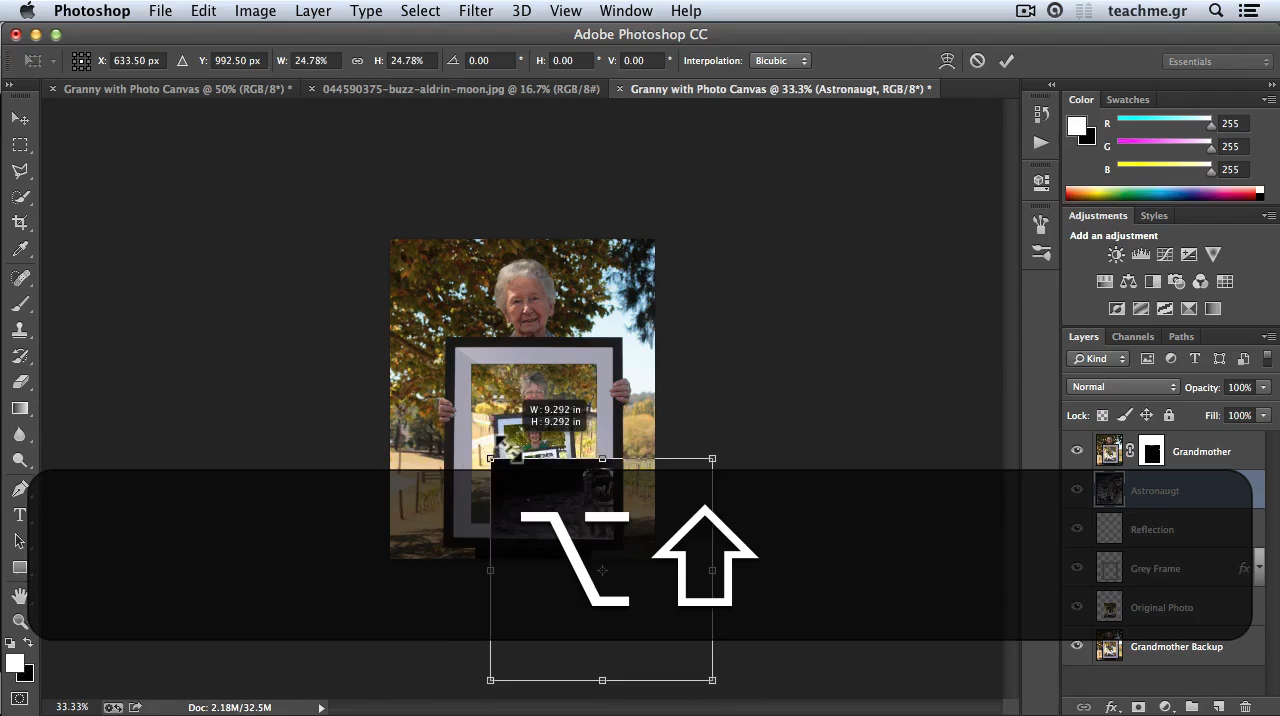 Photoshop File Edit Image Layer Type Select Filter 3D View Window Help teachme.gr
Adobe Photoshop CC
X: 633.50 px Y: 992.50 px W: 24.78% H: 24.78% 0.00 ° H: 0.00 ° V: 0.00 ° Interpolation: Bicubic Essentials
Granny with Photo Canvas @ 50% (RGB/8*) * 044590375-buzz-aldrin-moon.jpg @ 16.7% (RGB/8#) Granny with Photo Canvas @ 33.3% (Astronaugt, RGB/8*) *
Color Swatches
R 255
G 255
B 255
Adjustments Styles
Add an adjustment
Layers Channels Paths
Kind
Normal Opacity: 100%
Lock: Fill: 100%
W: 9.292 in
H: 9.292 in
Grandmother
Astronaugt
Reflection
Grey Frame fx
Original Photo
Grandmother Backup
33.33% Doc: 2.18M/32.5M fx